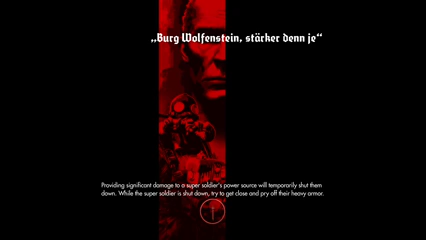 „Burg Wolfenstein, stärker denn je“
Providing significant damage to a super soldier's power source will temporarily shut them
down. While the super soldier is shut down, try to get close and pry off their heavy armor.